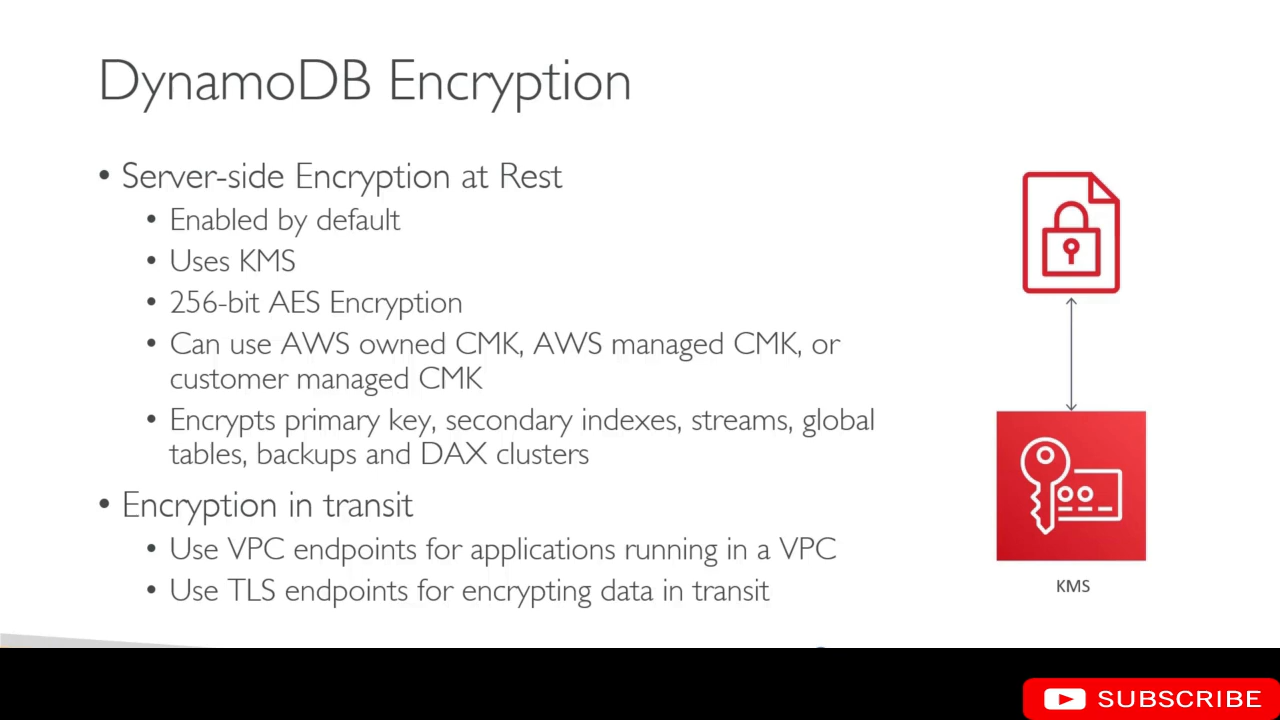 DynamoDB Encryption
• Server-side Encryption at Rest
• Enabled by default
• Uses KMS
• 256-bit AES Encryption
• Can use AWS owned CMK, AWS managed CMK, or
customer managed CMK
• Encrypts primary key, secondary indexes, streams, global
tables, backups and DAX clusters
• Encryption in transit
• Use VPC endpoints for applications running in a VPC
• Use TLS endpoints for encrypting data in transit
KMS
SUBSCRIBE